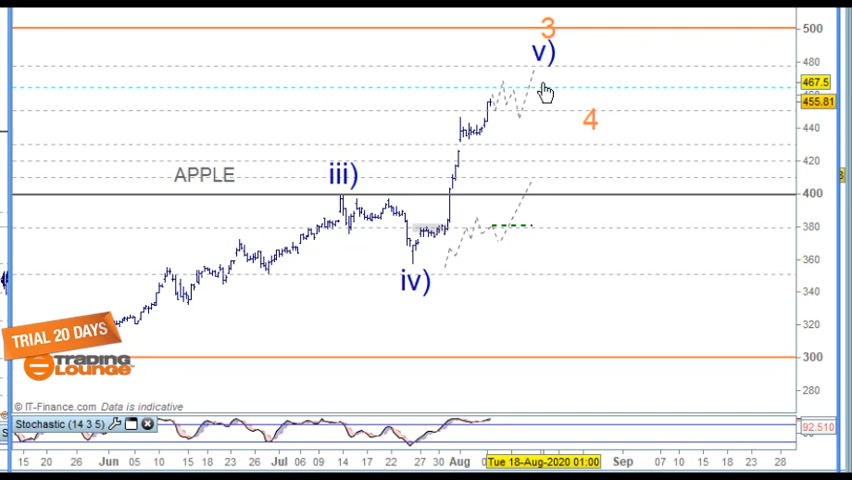 3
500
v)
480
467.5
455.81
4
440
420
APPLE
iii)
400
380
360
iv)
340
TRIAL 20 DAYS
320
TRADING
LOUNGE
300
280
© IT-Finance.com Data is indicative
Stochastic (14 3 5)
92.510
15 20 Jun 05 10 15 18 23 26 Jul 06 09 14 17 22 27 30 Aug Tue 18-Aug-2020 01:00 Sep 07 10 15 18 23 28